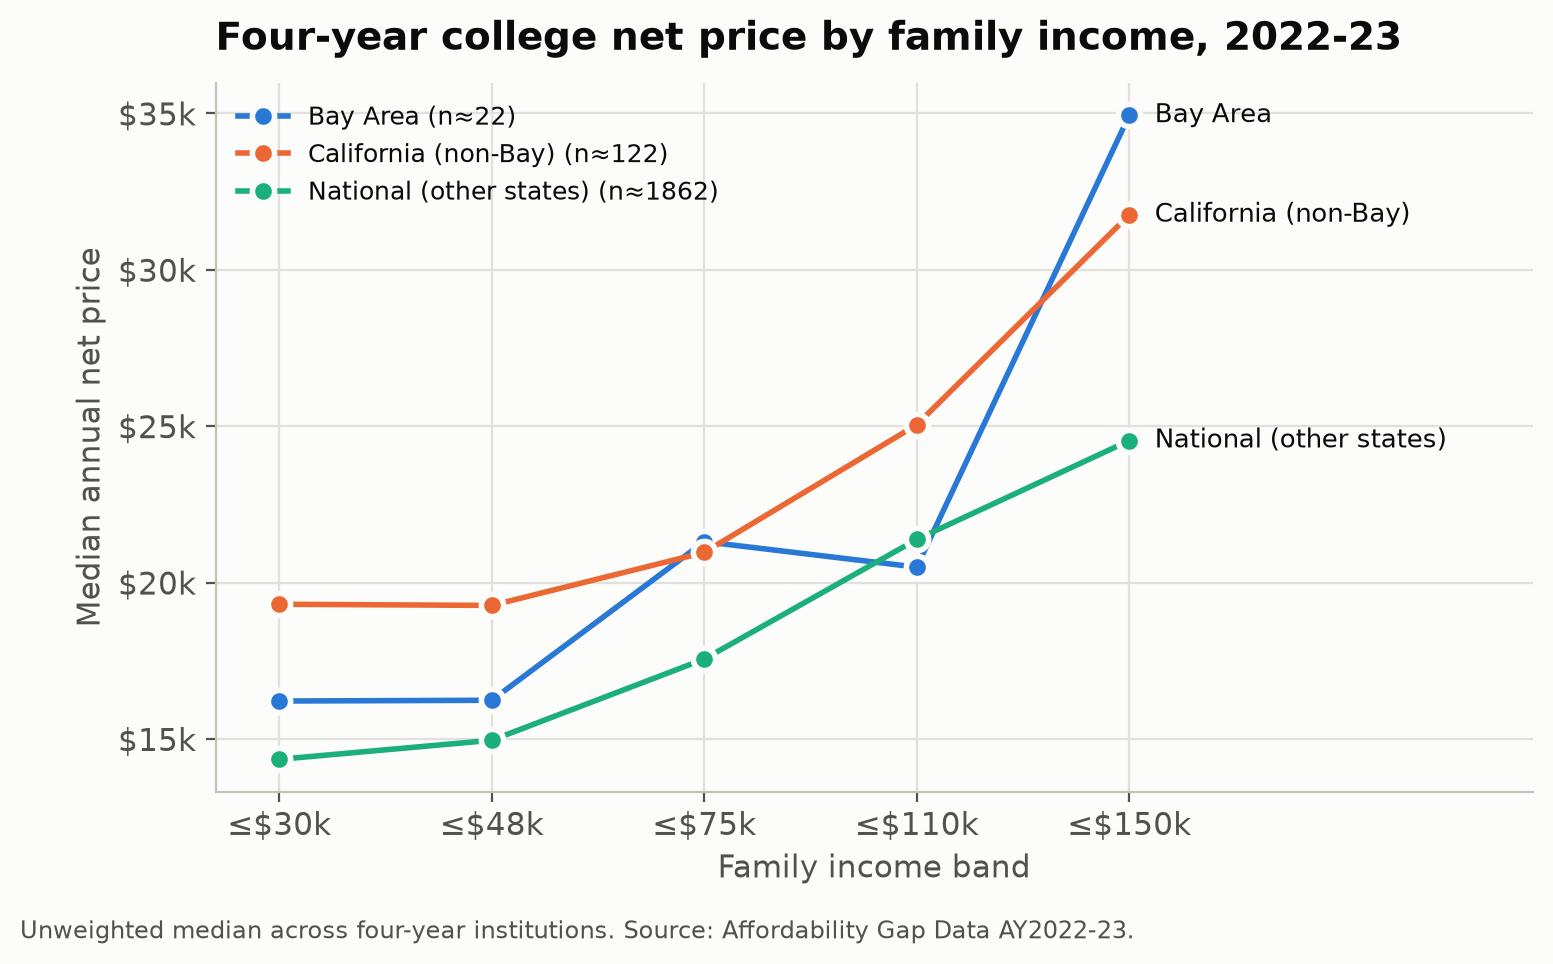 Four-year college net price by family income, 2022-23
Bay Area (n≈22)
California (non-Bay) (n≈122)
National (other states) (n≈1862)
$35k
$30k
$25k
$20k
$15k
Median annual net price
Bay Area
California (non-Bay)
National (other states)
≤$30k
≤$48k
≤$75k
≤$110k
≤$150k
Family income band
Unweighted median across four-year institutions. Source: Affordability Gap Data AY2022-23.